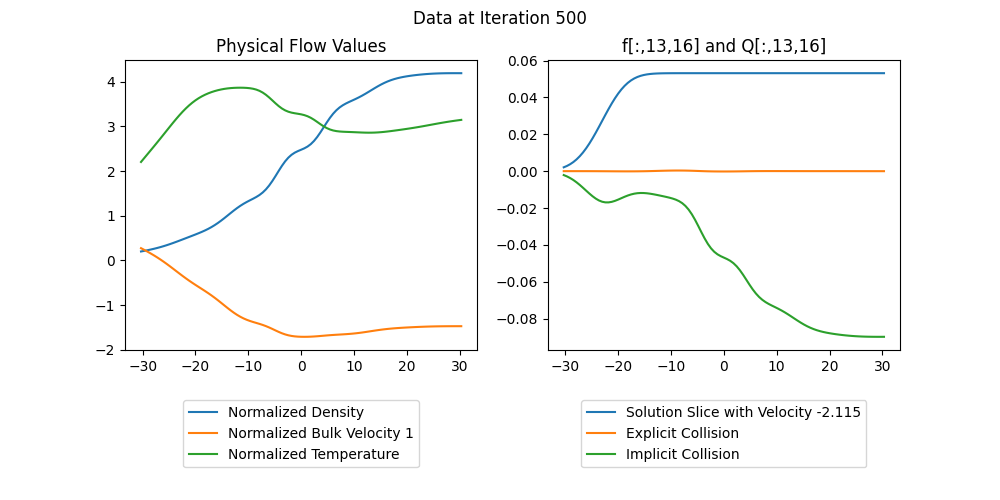 Data at Iteration 500
Physical Flow Values
4
3
2
1
0
−1
−2
−30 −20 −10 0 10 20 30
Normalized Density
Normalized Bulk Velocity 1
Normalized Temperature
f[:,13,16] and Q[:,13,16]
0.06
0.04
0.02
0.00
−0.02
−0.04
−0.06
−0.08
−30 −20 −10 0 10 20 30
Solution Slice with Velocity -2.115
Explicit Collision
Implicit Collision